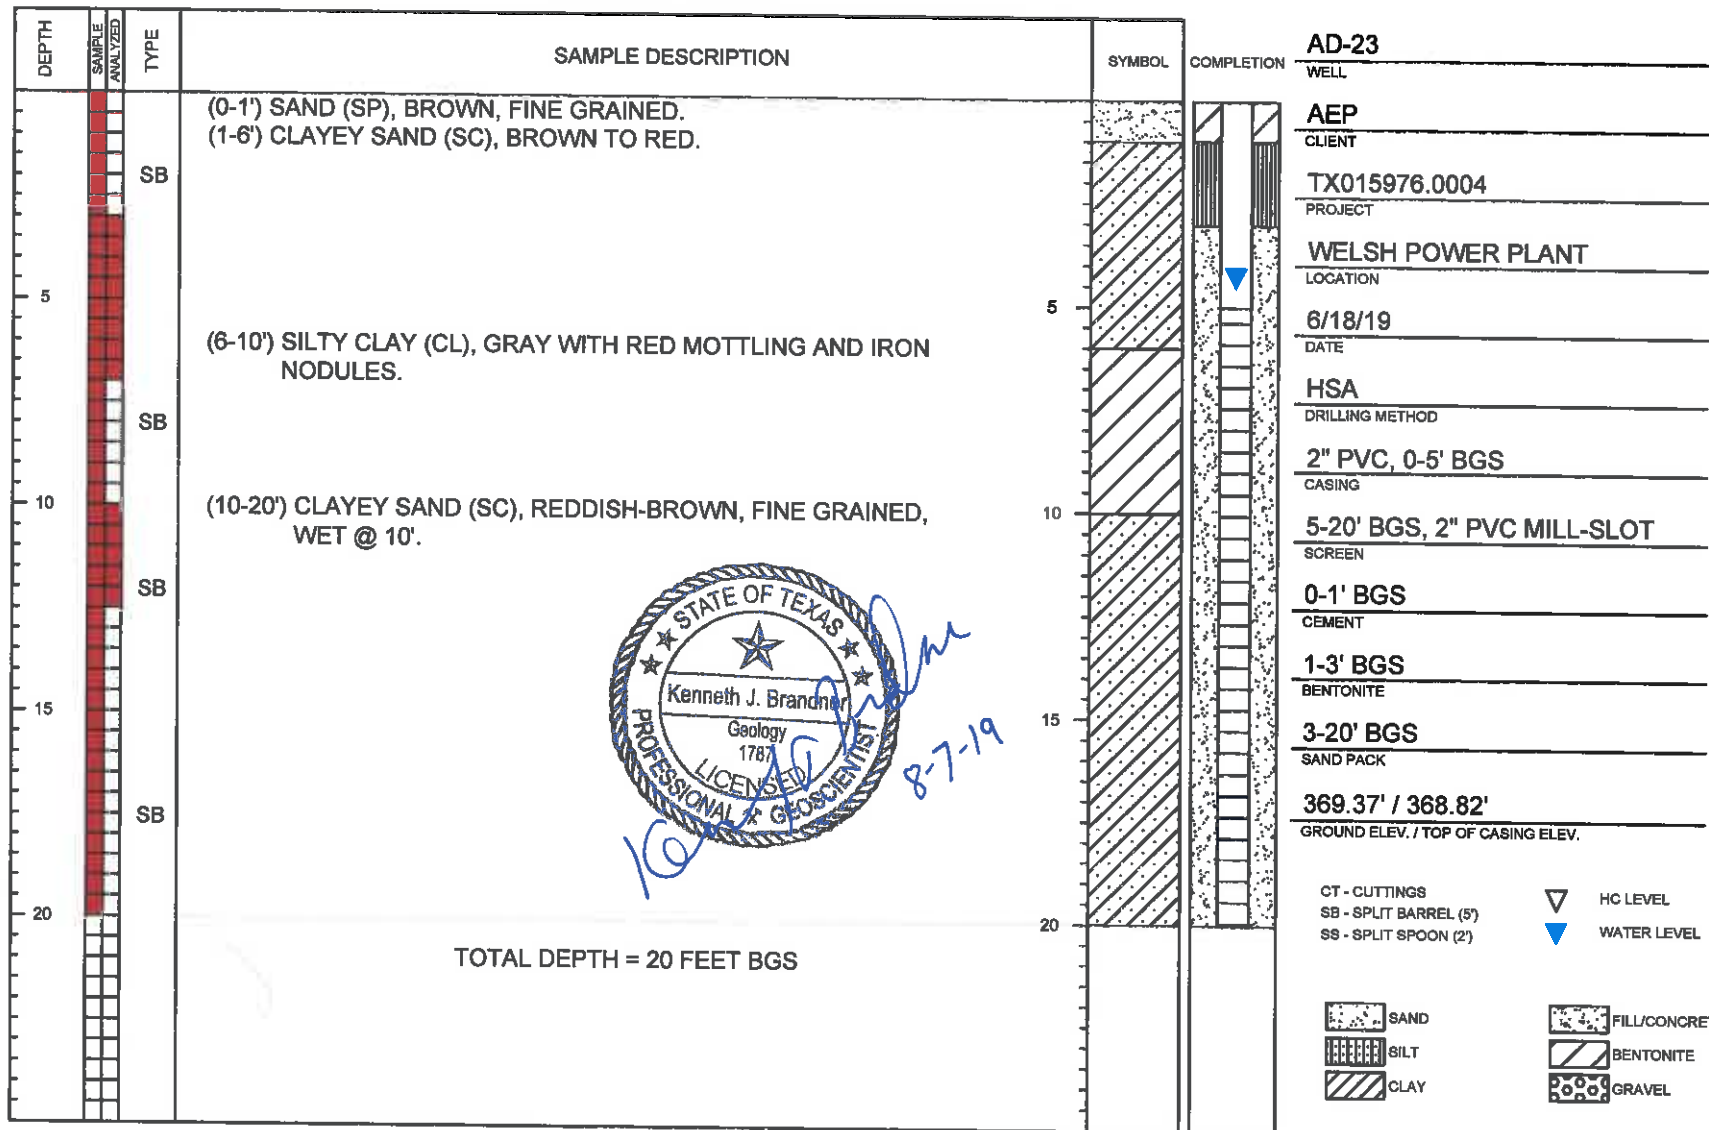 DEPTH
SAMPLE
ANALYZED
TYPE
SAMPLE DESCRIPTION
SYMBOL
COMPLETION
(0-1') SAND (SP), BROWN, FINE GRAINED.
(1-6') CLAYEY SAND (SC), BROWN TO RED.
SB
5
5
(6-10') SILTY CLAY (CL), GRAY WITH RED MOTTLING AND IRON
NODULES.
SB
10
10
(10-20') CLAYEY SAND (SC), REDDISH-BROWN, FINE GRAINED,
WET @ 10'.
SB
STATE OF TEXAS
Kenneth J. Brandner
Geology
1787
LICENSED
PROFESSIONAL GEOSCIENTIST
8-7-19
15
15
SB
20
20
TOTAL DEPTH = 20 FEET BGS
AD-23
WELL
AEP
CLIENT
TX015976.0004
PROJECT
WELSH POWER PLANT
LOCATION
6/18/19
DATE
HSA
DRILLING METHOD
2" PVC, 0-5' BGS
CASING
5-20' BGS, 2" PVC MILL-SLOT
SCREEN
0-1' BGS
CEMENT
1-3' BGS
BENTONITE
3-20' BGS
SAND PACK
369.37' / 368.82'
GROUND ELEV. / TOP OF CASING ELEV.
CT - CUTTINGS
SB - SPLIT BARREL (5')
SS - SPLIT SPOON (2')
HC LEVEL
WATER LEVEL
SAND
SILT
CLAY
FILL/CONCRE
BENTONITE
GRAVEL